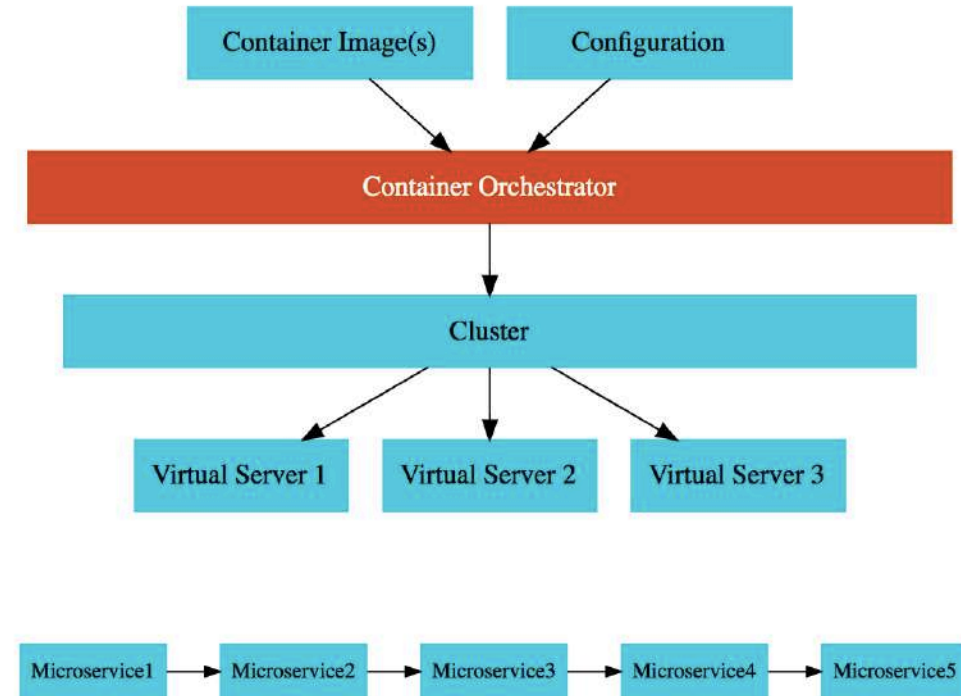 Container Image(s)
Configuration
Container Orchestrator
Cluster
Virtual Server 1
Virtual Server 2
Virtual Server 3
Microservice1
Microservice2
Microservice3
Microservice4
Microservice5